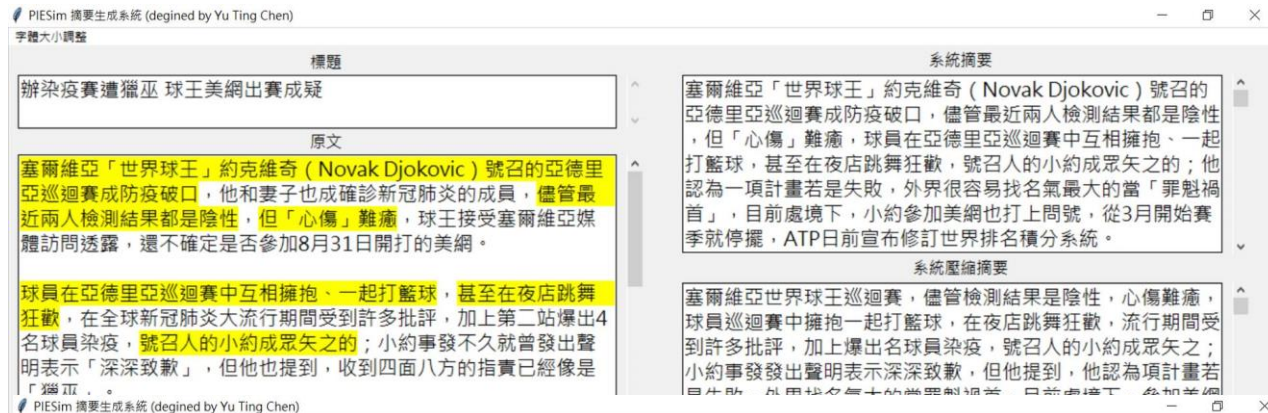 PIESim 摘要生成系統 (degined by Yu Ting Chen)
字體大小調整
標題
辦染疫賽遭獵巫 球王美網出賽成疑
原文
塞爾維亞「世界球王」約克維奇（Novak Djokovic）號召的亞德里
亞巡迴賽成防疫破口，他和妻子也成確診新冠肺炎的成員，儘管最
近兩人檢測結果都是陰性，但「心傷」難癒，球王接受塞爾維亞媒
體訪問透露，還不確定是否參加8月31日開打的美網。
球員在亞德里亞巡迴賽中互相擁抱、一起打籃球，甚至在夜店跳舞
狂歡，在全球新冠肺炎大流行期間受到許多批評，加上第二站爆出4
名球員染疫，號召人的小約成眾矢之的；小約事發不久就曾發出聲
明表示「深深致歉」，但他也提到，收到四面八方的指責已經像是
「獵巫」。
系統摘要
塞爾維亞「世界球王」約克維奇（Novak Djokovic）號召的
亞德里亞巡迴賽成防疫破口，儘管最近兩人檢測結果都是陰性
，但「心傷」難癒，球員在亞德里亞巡迴賽中互相擁抱、一起
打籃球，甚至在夜店跳舞狂歡，號召人的小約成眾矢之的；他
認為一項計畫若是失敗，外界很容易找名氣最大的當「罪魁禍
首」，目前處境下，小約參加美網也打上問號，從3月開始賽
季就停擺，ATP日前宣布修訂世界排名積分系統。
系統壓縮摘要
塞爾維亞世界球王巡迴賽，儘管檢測結果是陰性，心傷難癒，
球員巡迴賽中擁抱一起打籃球，在夜店跳舞狂歡，流行期間受
到許多批評，加上爆出名球員染疫，號召人的小約成眾矢之；
小約事發發出聲明表示深深致歉，但他提到，他認為項計畫若
是失敗，外界找名氣大的當罪魁禍首，目前處境下，參加美網
PIESim 摘要生成系統 (degined by Yu Ting Chen)